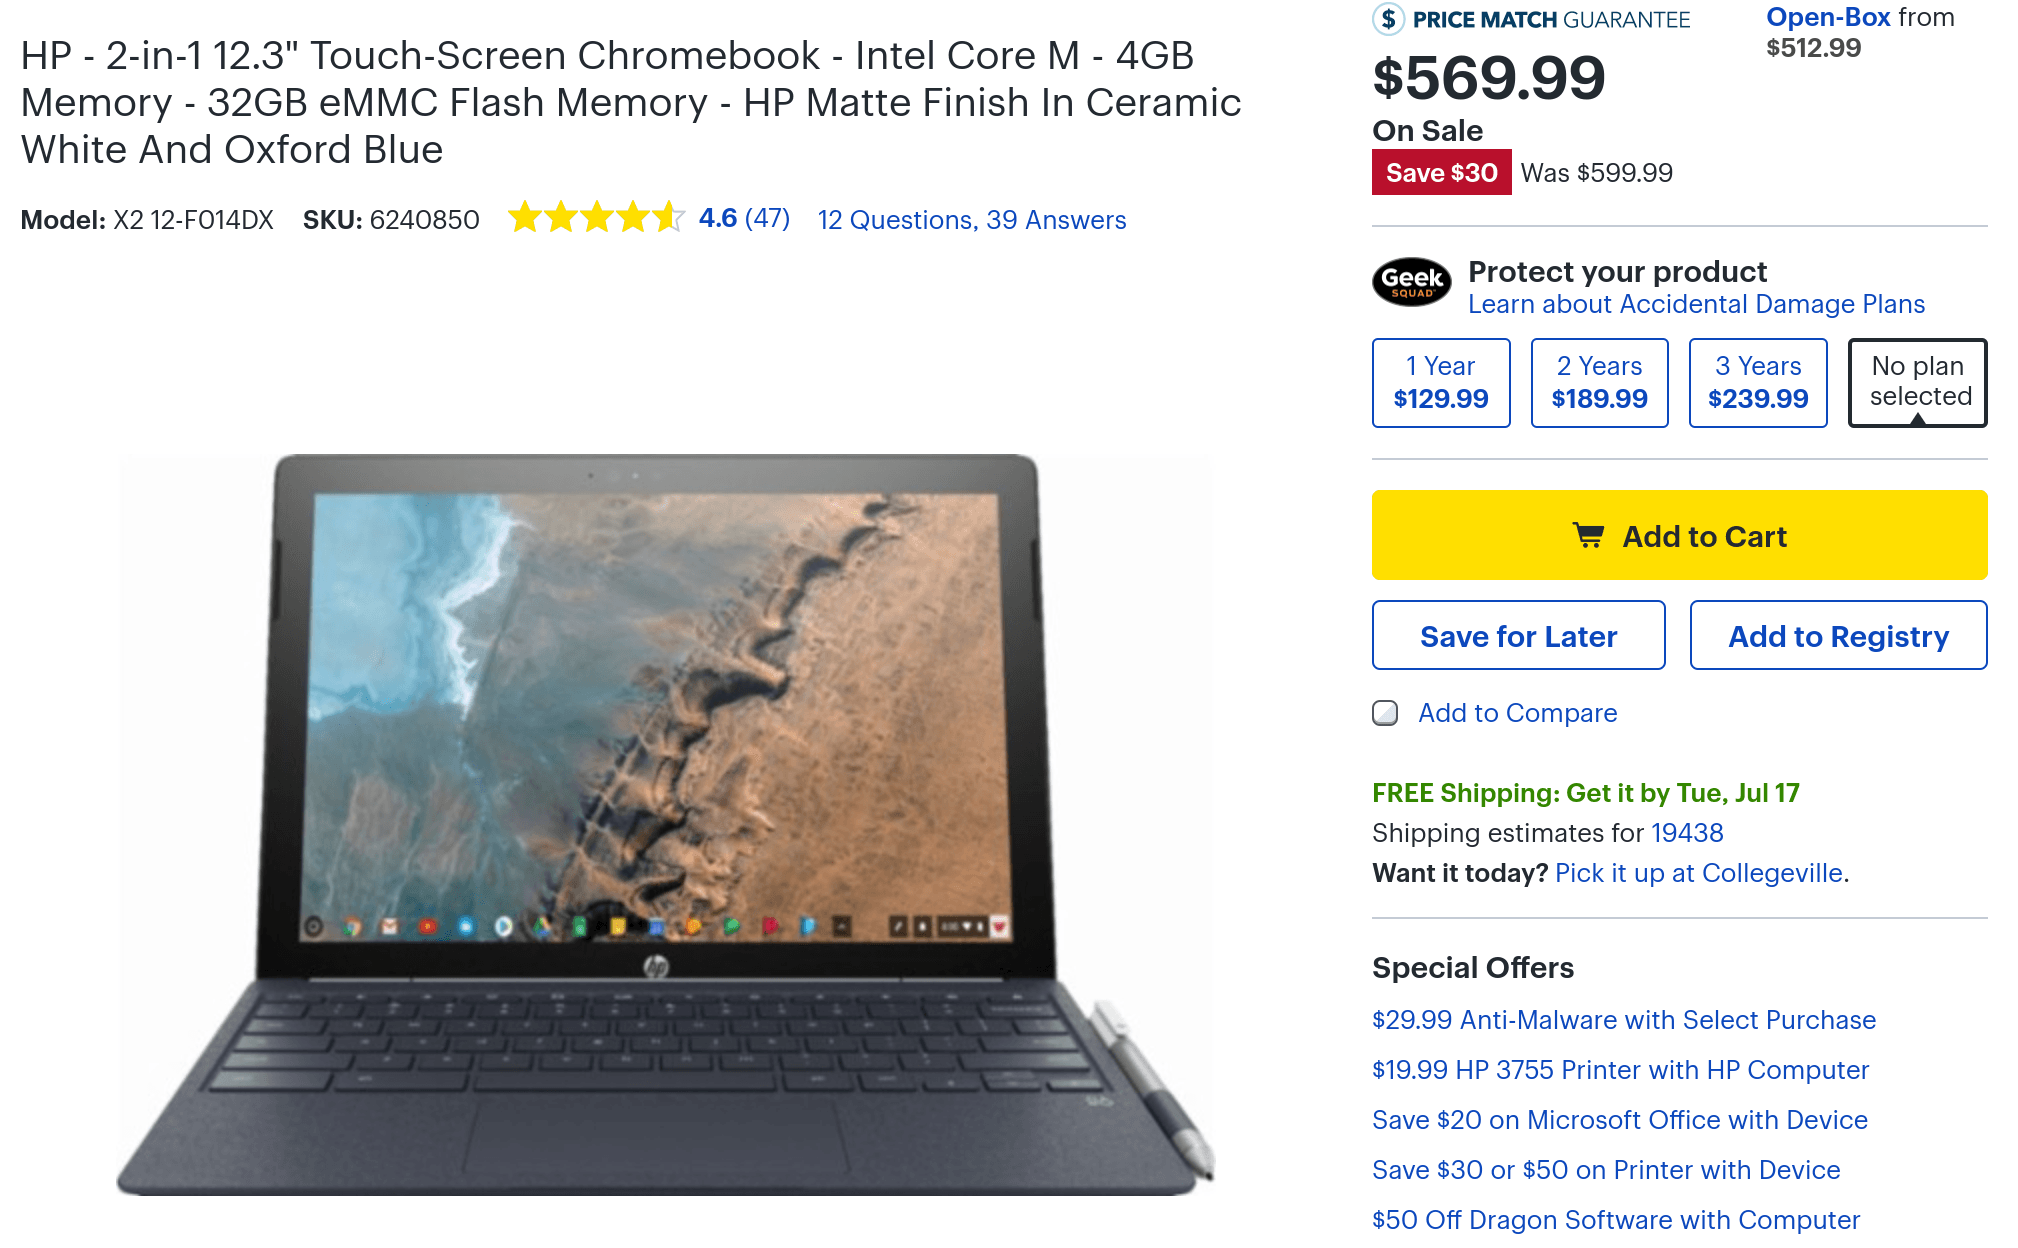 HP - 2-in-1 12.3" Touch-Screen Chromebook - Intel Core M - 4GB
Memory - 32GB eMMC Flash Memory - HP Matte Finish In Ceramic
White And Oxford Blue
Model: X2 12-F014DX SKU: 6240850 4.6 (47) 12 Questions, 39 Answers
hp
$ PRICE MATCH GUARANTEE
Open-Box from
$512.99
$569.99
On Sale
Save $30 Was $599.99
Geek
SQUAD
Protect your product
Learn about Accidental Damage Plans
1 Year
$129.99
2 Years
$189.99
3 Years
$239.99
No plan
selected
Add to Cart
Save for Later
Add to Registry
Add to Compare
FREE Shipping: Get it by Tue, Jul 17
Shipping estimates for 19438
Want it today? Pick it up at Collegeville.
Special Offers
$29.99 Anti-Malware with Select Purchase
$19.99 HP 3755 Printer with HP Computer
Save $20 on Microsoft Office with Device
Save $30 or $50 on Printer with Device
$50 Off Dragon Software with Computer